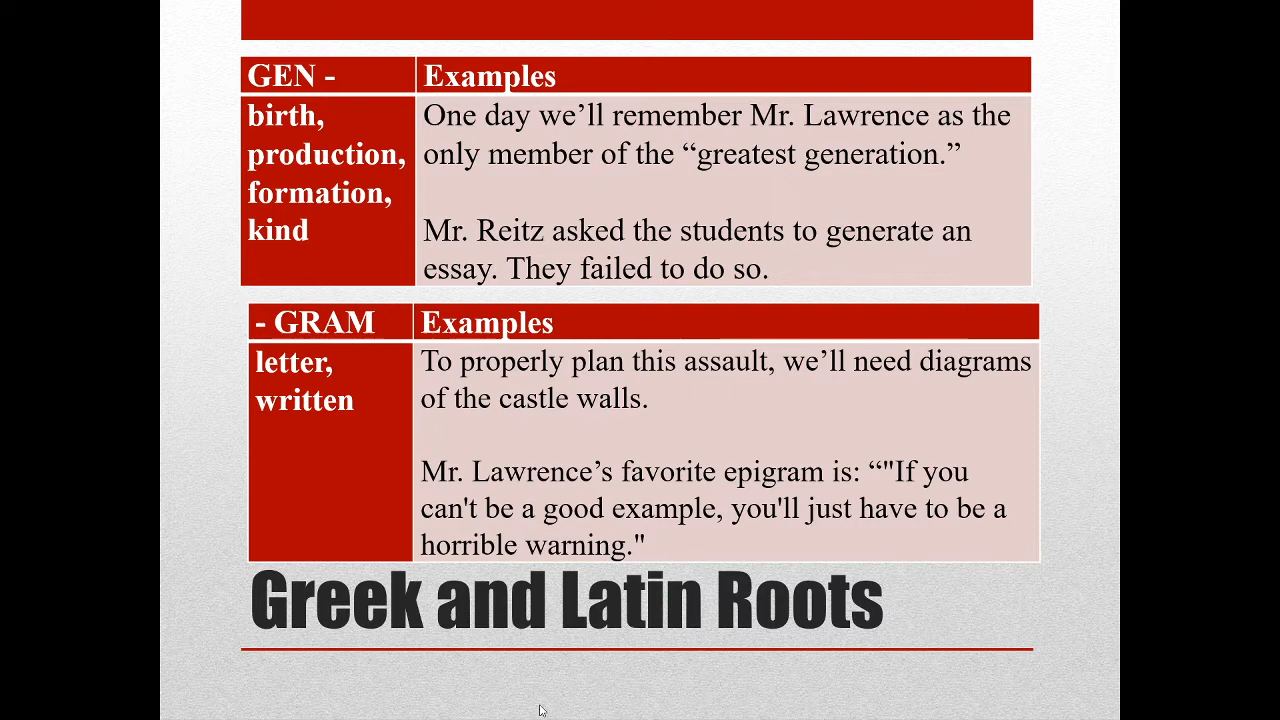 GEN -
Examples
birth,
production,
formation,
kind
One day we’ll remember Mr. Lawrence as the
only member of the “greatest generation.”
Mr. Reitz asked the students to generate an
essay. They failed to do so.
- GRAM
Examples
letter,
written
To properly plan this assault, we’ll need diagrams
of the castle walls.
Mr. Lawrence’s favorite epigram is: “"If you
can't be a good example, you'll just have to be a
horrible warning."
Greek and Latin Roots